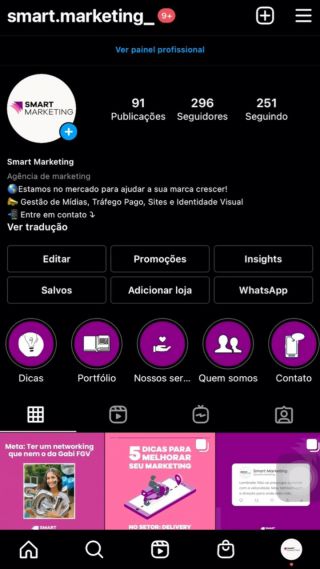 smart.marketing_ 9+
Ver painel profissional
SMART
MARKETING
91 296 251
Publicações Seguidores Seguindo
Smart Marketing
Agência de marketing
🌎Estamos no mercado para ajudar a sua marca crescer!
📣 Gestão de Mídias, Tráfego Pago, Sites e Identidade Visual
📲 Entre em contato ⤵
Ver tradução
Editar Promoções Insights
Salvos Adicionar loja WhatsApp
Dicas Portfólio Nossos ser... Quem somos Contato
Meta: Ter um networking
que nem o da Gabi FGV
SMART
5 DICAS PARA
MELHORAR
SEU MARKETING
NO SETOR: DELIVERY
Smart Marketing
SMART